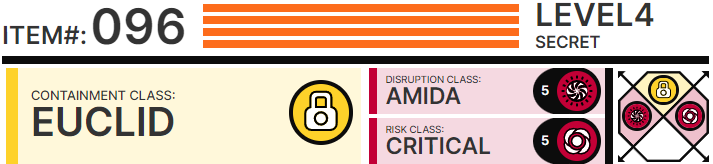 ITEM#: 096
LEVEL4
SECRET
CONTAINMENT CLASS:
EUCLID
DISRUPTION CLASS:
AMIDA
5
RISK CLASS:
CRITICAL
5